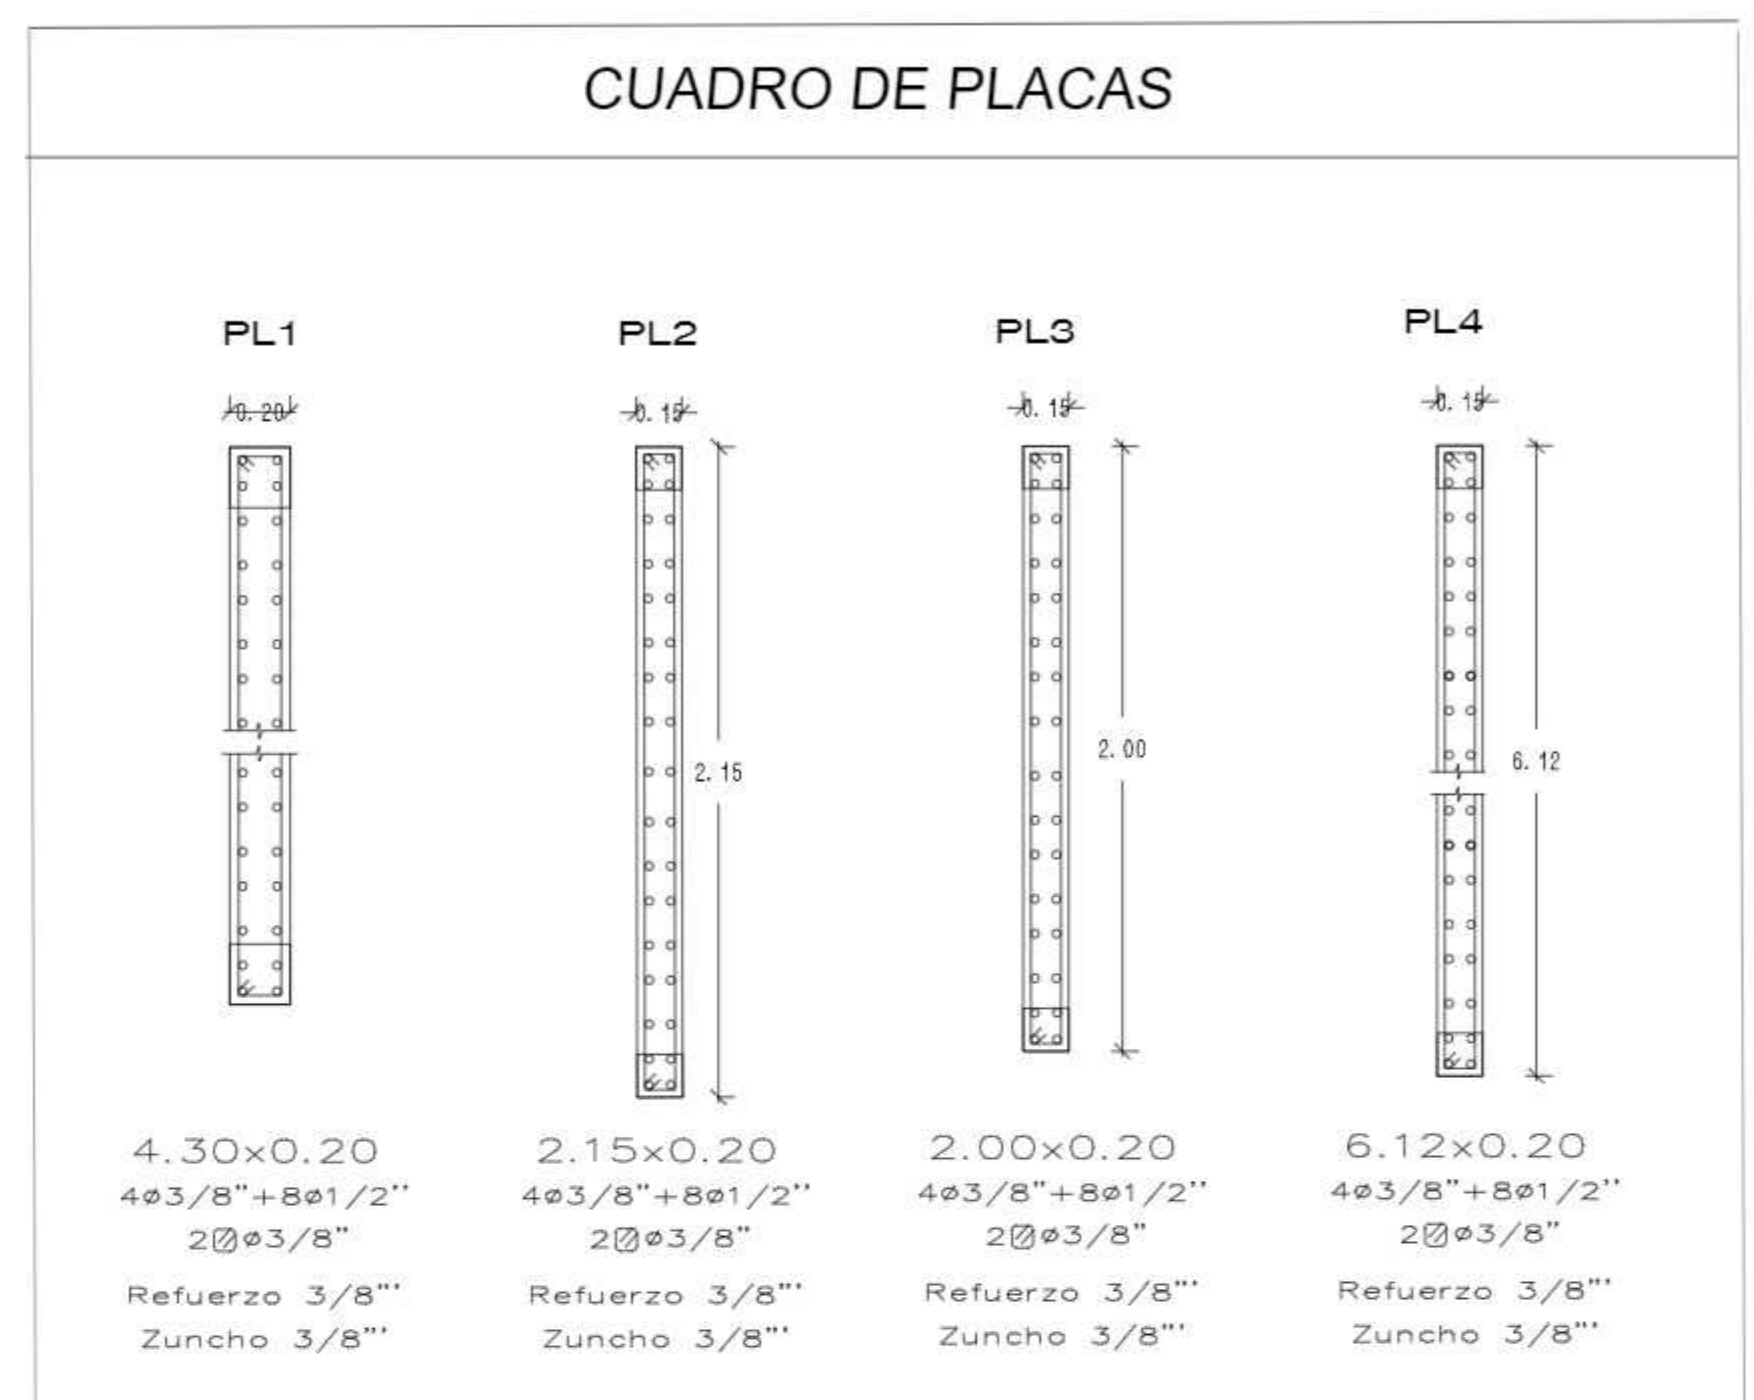 CUADRO DE PLACAS
PL1
PL2
PL3
PL4
0.20
0.15
0.15
0.15
2.15
2.00
6.12
4.30x0.20
4ø3/8"+8ø1/2''
2▨ø3/8"
Refuerzo 3/8"'
Zuncho 3/8"'
2.15x0.20
4ø3/8"+8ø1/2''
2▨ø3/8"
Refuerzo 3/8"'
Zuncho 3/8"'
2.00x0.20
4ø3/8"+8ø1/2''
2▨ø3/8"
Refuerzo 3/8"'
Zuncho 3/8"'
6.12x0.20
4ø3/8"+8ø1/2''
2▨ø3/8"
Refuerzo 3/8"'
Zuncho 3/8"'